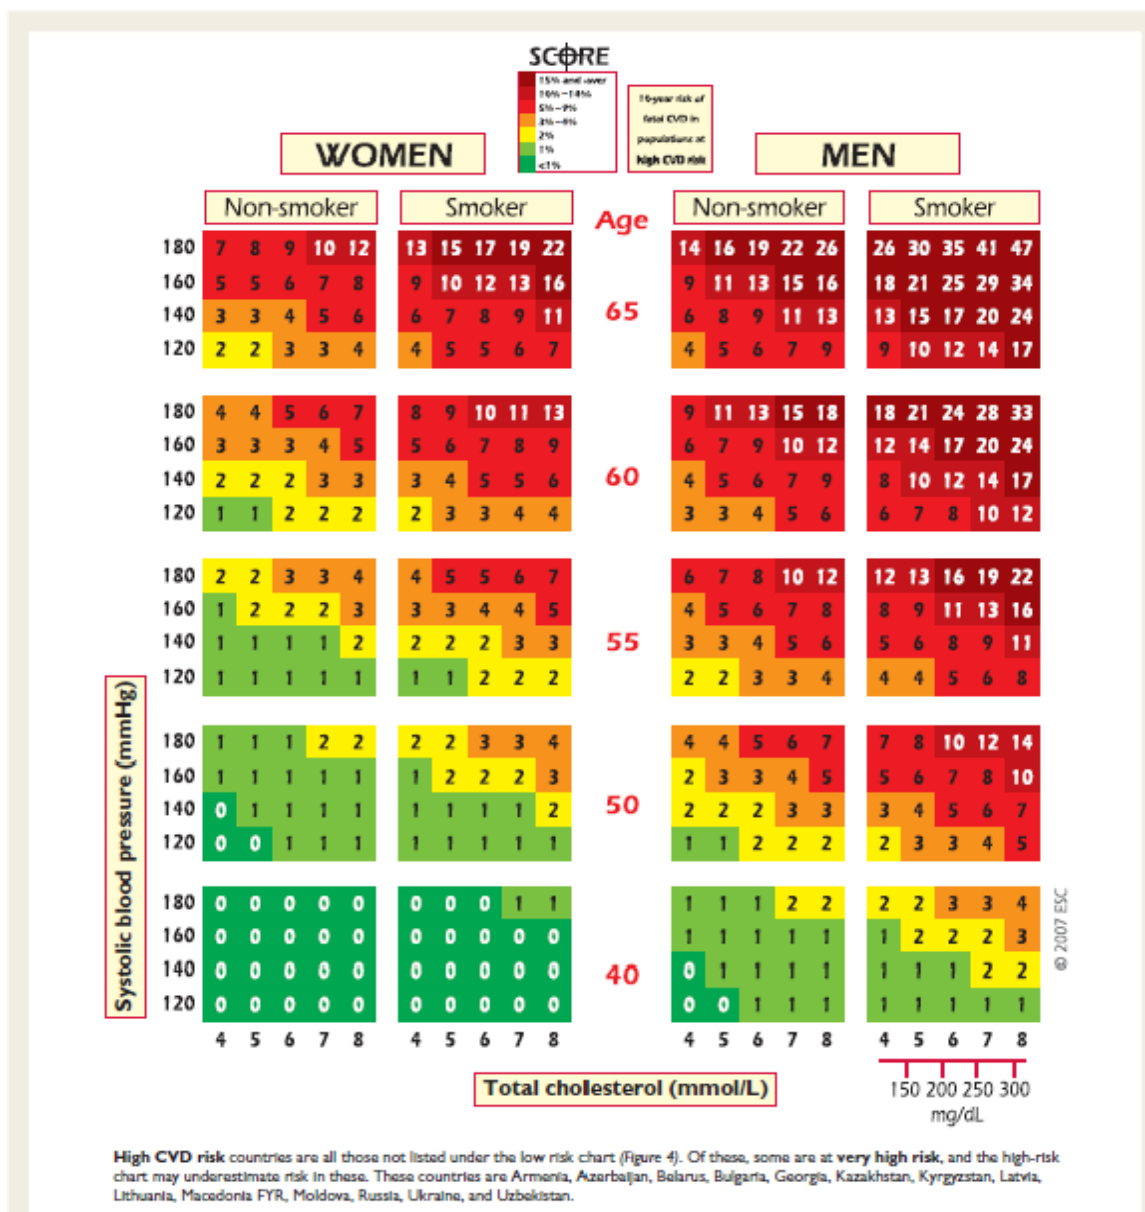 SCORE
15% and over
10%–14%
5%–9%
3%–4%
2%
1%
<1%
10-year risk of
fatal CVD in
populations at
high CVD risk
WOMEN
MEN
Non-smoker Smoker Age Non-smoker Smoker
180 7 8 9 10 12 13 15 17 19 22 14 16 19 22 26 26 30 35 41 47
160 5 5 6 7 8 9 10 12 13 16 9 11 13 15 16 18 21 25 29 34
65
140 3 3 4 5 6 6 7 8 9 11 6 8 9 11 13 13 15 17 20 24
120 2 2 3 3 4 4 5 5 6 7 4 5 6 7 9 9 10 12 14 17
180 4 4 5 6 7 8 9 10 11 13 9 11 13 15 18 18 21 24 28 33
160 3 3 3 4 5 5 6 7 8 9 6 7 9 10 12 12 14 17 20 24
60
140 2 2 2 3 3 3 4 5 5 6 4 5 6 7 9 8 10 12 14 17
120 1 1 2 2 2 2 3 3 4 4 3 3 4 5 6 6 7 8 10 12
180 2 2 3 3 4 4 5 5 6 7 6 7 8 10 12 12 13 16 19 22
160 1 2 2 2 3 3 3 4 4 5 4 5 6 7 8 8 9 11 13 16
55
140 1 1 1 1 2 2 2 2 3 3 3 3 4 5 6 5 6 8 9 11
120 1 1 1 1 1 1 1 2 2 2 2 2 3 3 4 4 4 5 6 8
180 1 1 1 2 2 2 2 3 3 4 4 4 5 6 7 7 8 10 12 14
160 1 1 1 1 1 1 2 2 2 3 2 3 3 4 5 5 6 7 8 10
50
140 0 1 1 1 1 1 1 1 1 2 2 2 2 3 3 3 4 5 6 7
120 0 0 1 1 1 1 1 1 1 1 1 1 2 2 2 2 3 3 4 5
180 0 0 0 0 0 0 0 0 1 1 1 1 1 2 2 2 2 3 3 4
160 0 0 0 0 0 0 0 0 0 0 1 1 1 1 1 1 2 2 2 3
40
140 0 0 0 0 0 0 0 0 0 0 0 1 1 1 1 1 1 1 2 2
120 0 0 0 0 0 0 0 0 0 0 0 0 1 1 1 1 1 1 1 1
4 5 6 7 8 4 5 6 7 8 4 5 6 7 8 4 5 6 7 8
Systolic blood pressure (mmHg)
© 2007 ESC
Total cholesterol (mmol/L)
150 200 250 300
mg/dL
High CVD risk countries are all those not listed under the low risk chart (Figure 4). Of these, some are at very high risk, and the high-risk
chart may underestimate risk in these. These countries are Armenia, Azerbaijan, Belarus, Bulgaria, Georgia, Kazakhstan, Kyrgyzstan, Latvia,
Lithuania, Macedonia FYR, Moldova, Russia, Ukraine, and Uzbekistan.